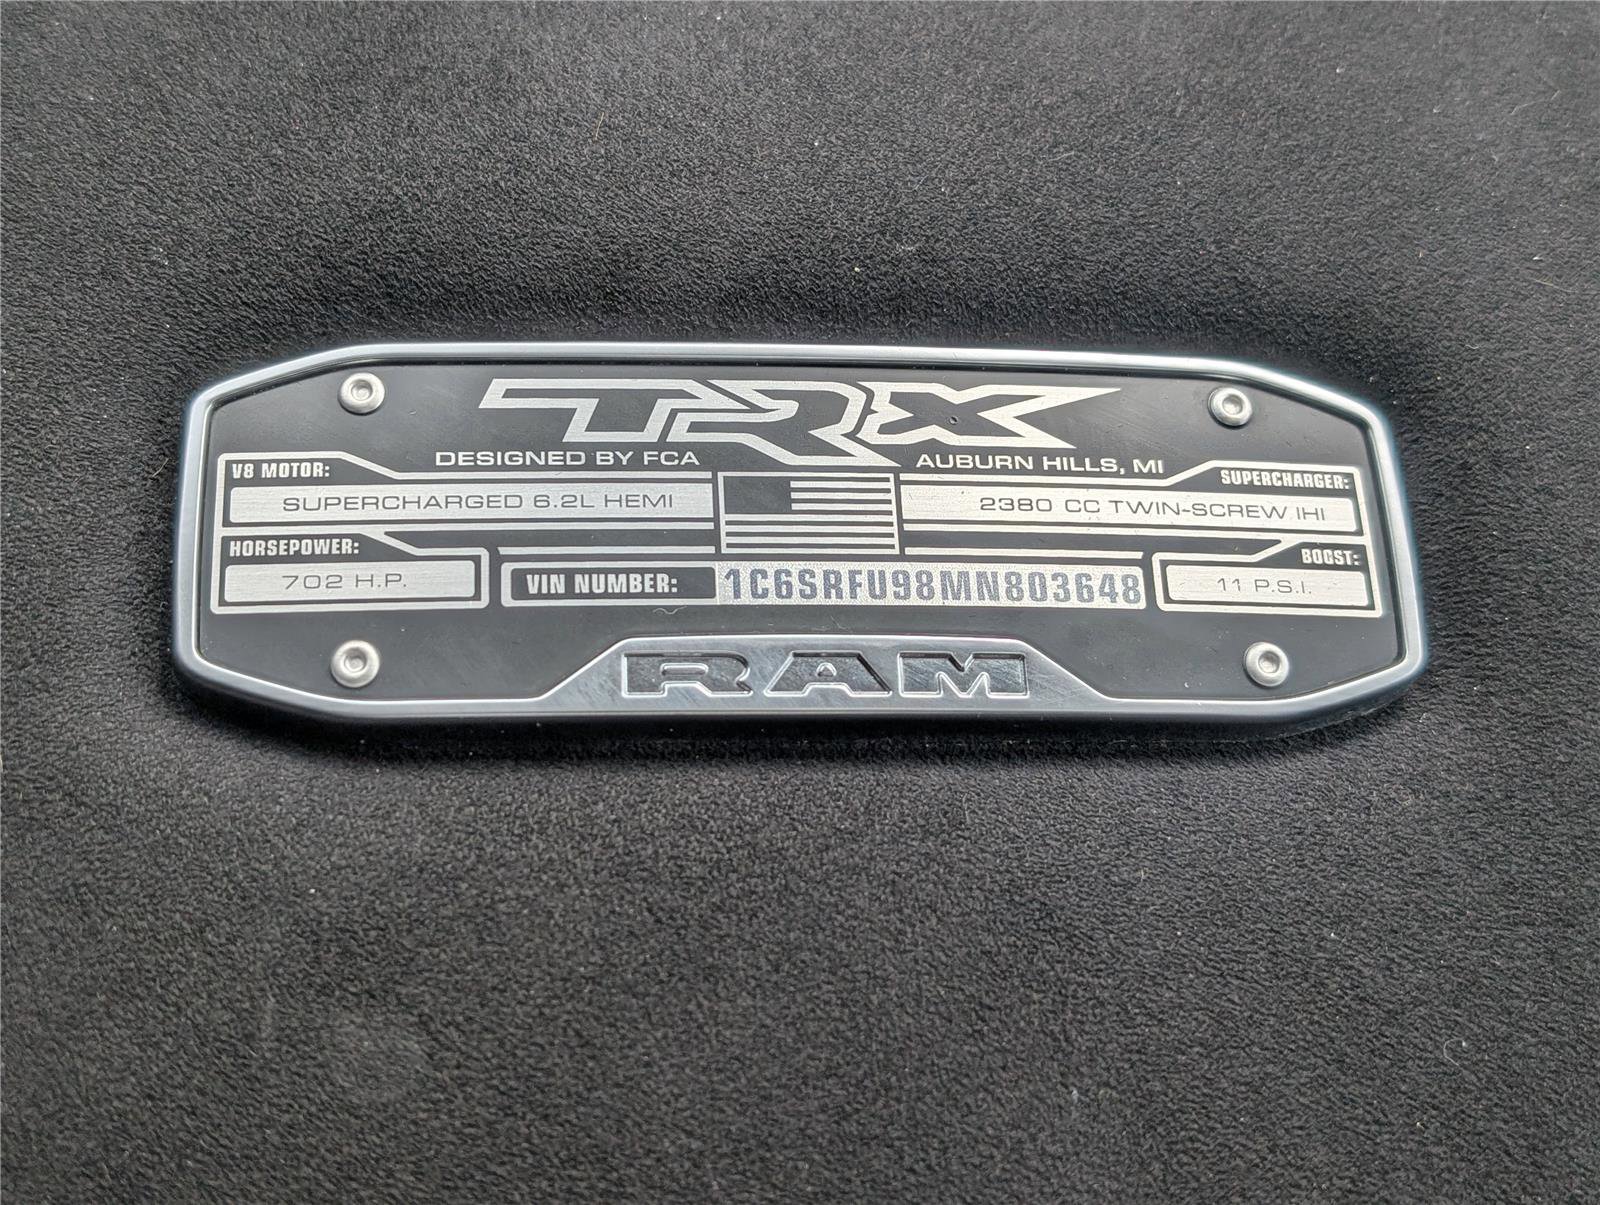 TRX
DESIGNED BY FCA
AUBURN HILLS, MI
V8 MOTOR:
SUPERCHARGED 6.2L HEMI
SUPERCHARGER:
2380 CC TWIN-SCREW IHI
HORSEPOWER:
702 H.P.
VIN NUMBER: 1C6SRFU98MN803648
BOOST:
11 P.S.I.
RAM